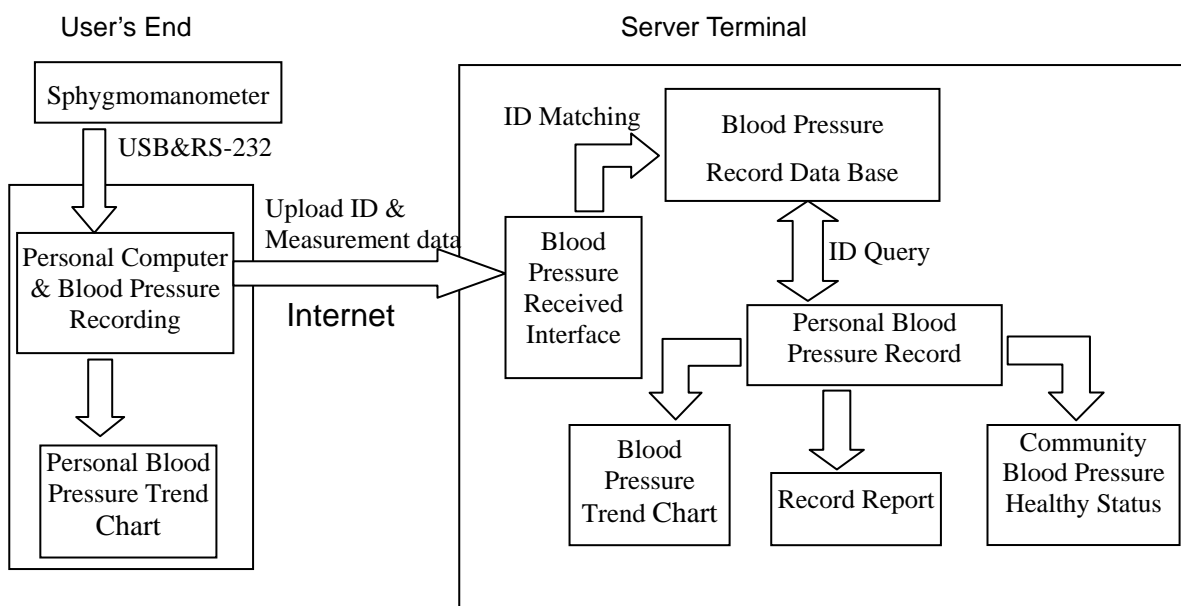 User's End
Server Terminal
Sphygmomanometer
USB&RS-232
Personal Computer
& Blood Pressure
Recording
Personal Blood
Pressure Trend
Chart
Upload ID &
Measurement data
Internet
ID Matching
Blood
Pressure
Received
Interface
Blood Pressure
Record Data Base
ID Query
Personal Blood
Pressure Record
Blood
Pressure
Trend Chart
Record Report
Community
Blood Pressure
Healthy Status